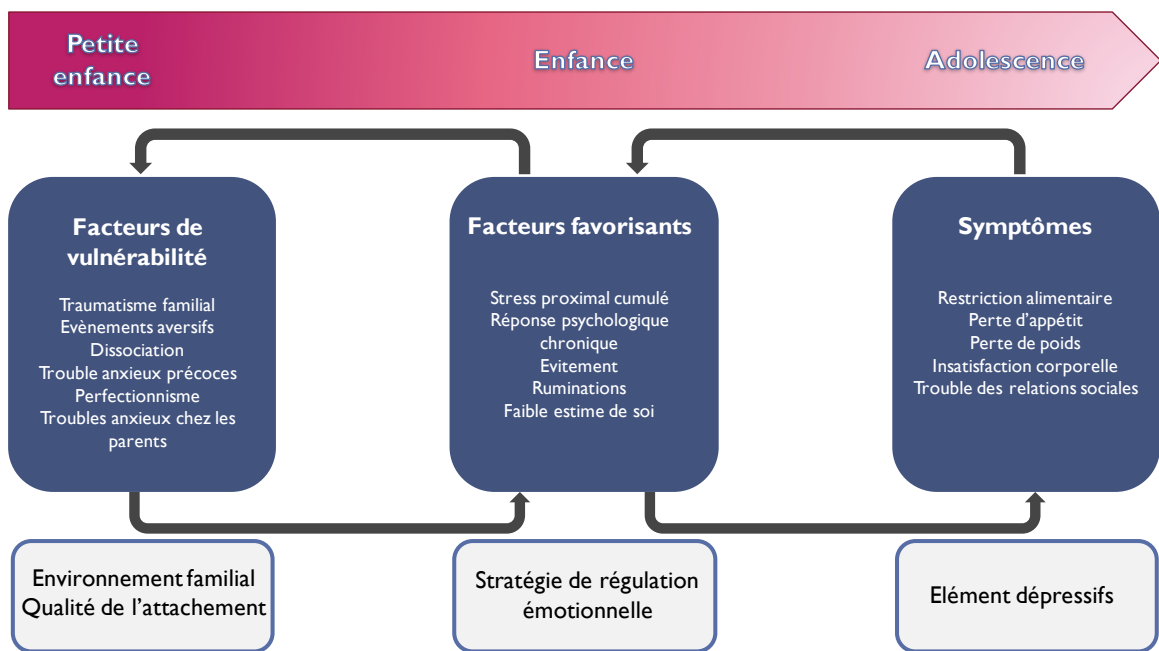 Petite
enfance
Enfance
Adolescence
Facteurs de
vulnérabilité
Traumatisme familial
Evènements aversifs
Dissociation
Trouble anxieux précoces
Perfectionnisme
Troubles anxieux chez les
parents
Facteurs favorisants
Stress proximal cumulé
Réponse psychologique
chronique
Evitement
Ruminations
Faible estime de soi
Symptômes
Restriction alimentaire
Perte d'appétit
Perte de poids
Insatisfaction corporelle
Trouble des relations sociales
Environnement familial
Qualité de l'attachement
Stratégie de régulation
émotionnelle
Elément dépressifs